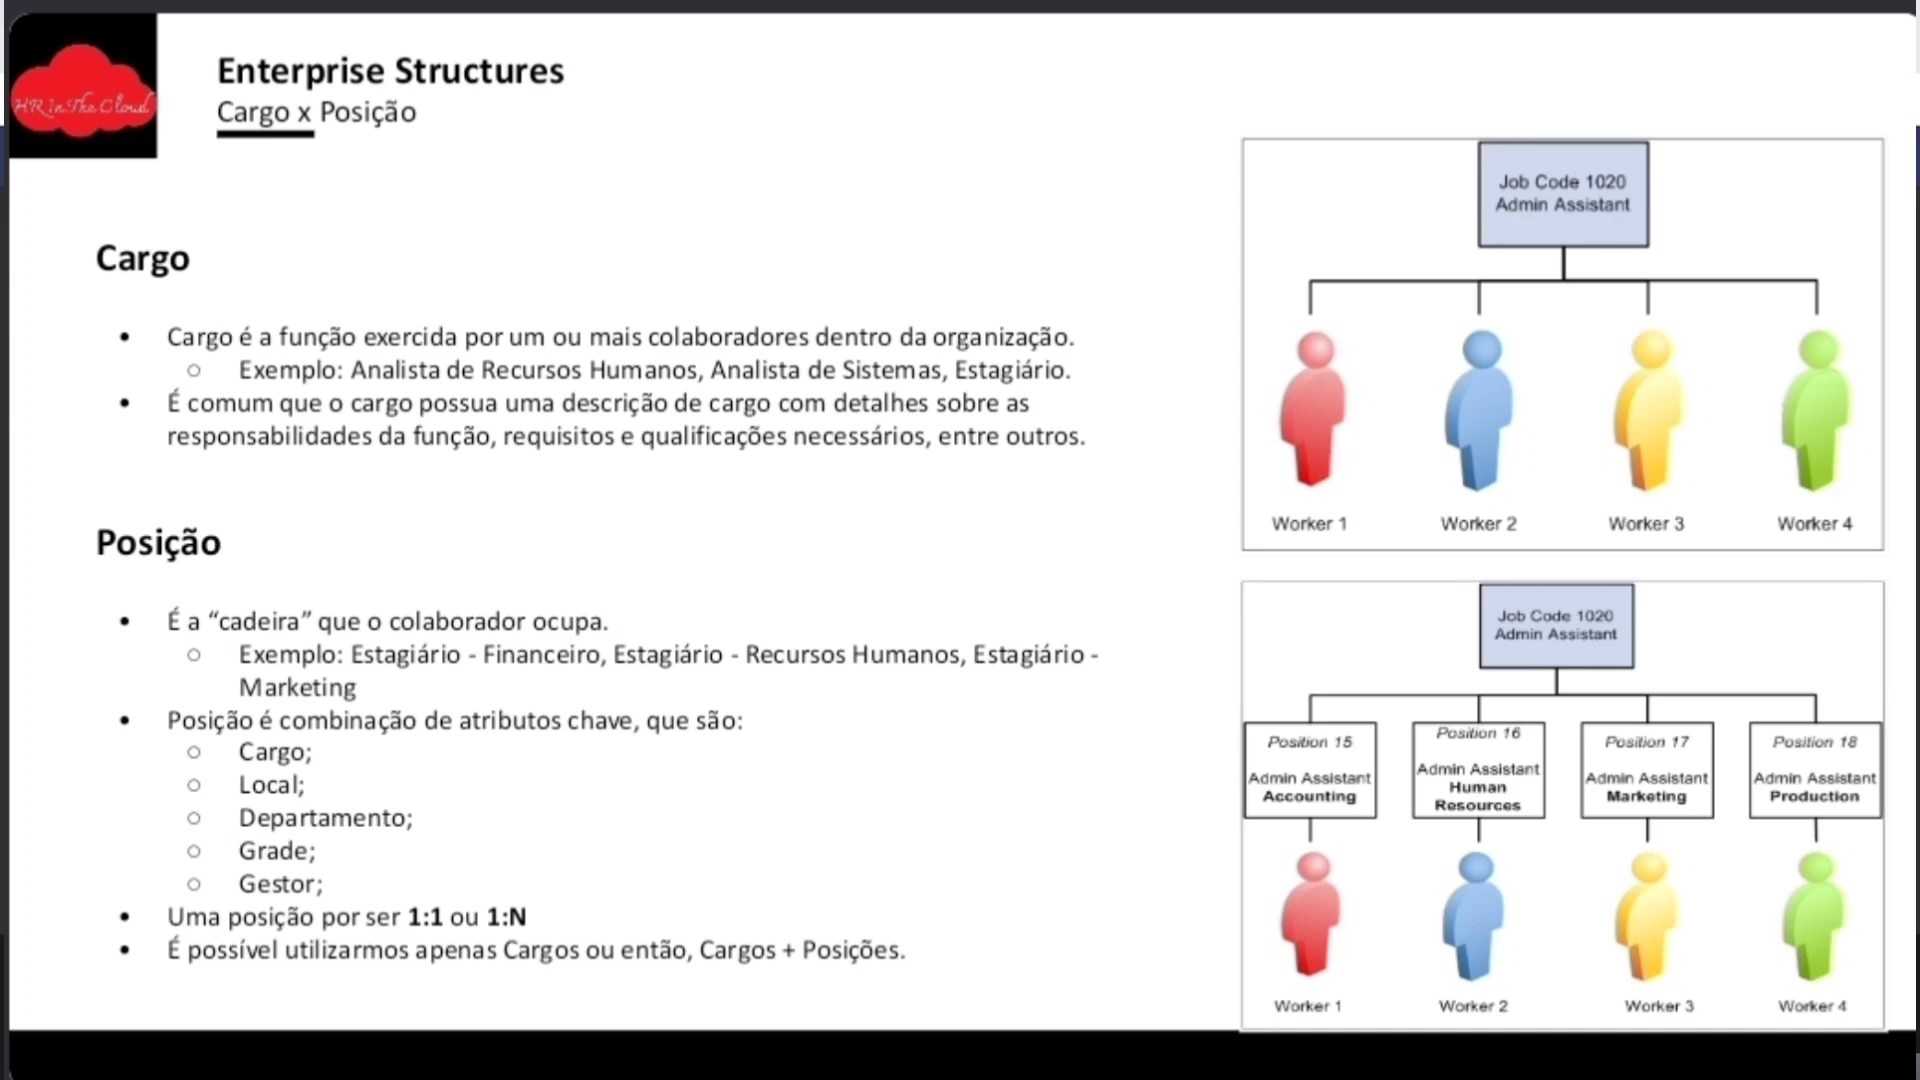 HR in The Cloud
Enterprise Structures
Cargo x Posição
Cargo
• Cargo é a função exercida por um ou mais colaboradores dentro da organização.
○ Exemplo: Analista de Recursos Humanos, Analista de Sistemas, Estagiário.
• É comum que o cargo possua uma descrição de cargo com detalhes sobre as
responsabilidades da função, requisitos e qualificações necessários, entre outros.
Posição
• É a “cadeira” que o colaborador ocupa.
○ Exemplo: Estagiário - Financeiro, Estagiário - Recursos Humanos, Estagiário -
Marketing
• Posição é combinação de atributos chave, que são:
○ Cargo;
○ Local;
○ Departamento;
○ Grade;
○ Gestor;
• Uma posição por ser 1:1 ou 1:N
• É possível utilizarmos apenas Cargos ou então, Cargos + Posições.
Job Code 1020
Admin Assistant
Worker 1
Worker 2
Worker 3
Worker 4
Job Code 1020
Admin Assistant
Position 15
Admin Assistant
Accounting
Position 16
Admin Assistant
Human
Resources
Position 17
Admin Assistant
Marketing
Position 18
Admin Assistant
Production
Worker 1
Worker 2
Worker 3
Worker 4